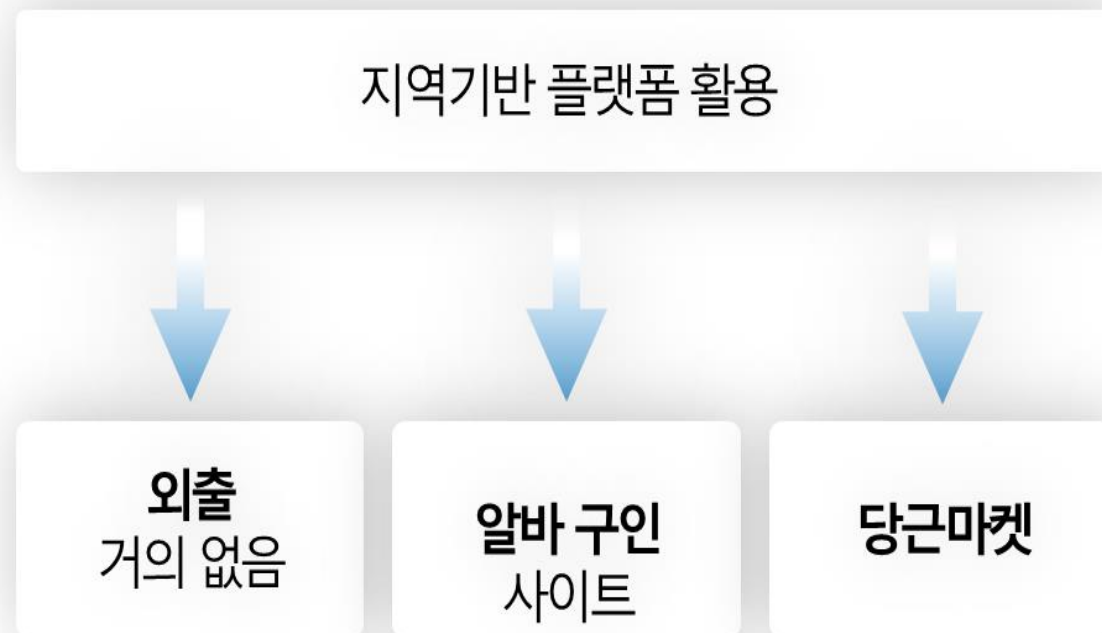 지역기반 플랫폼 활용
외출
거의 없음
알바 구인
사이트
당근마켓